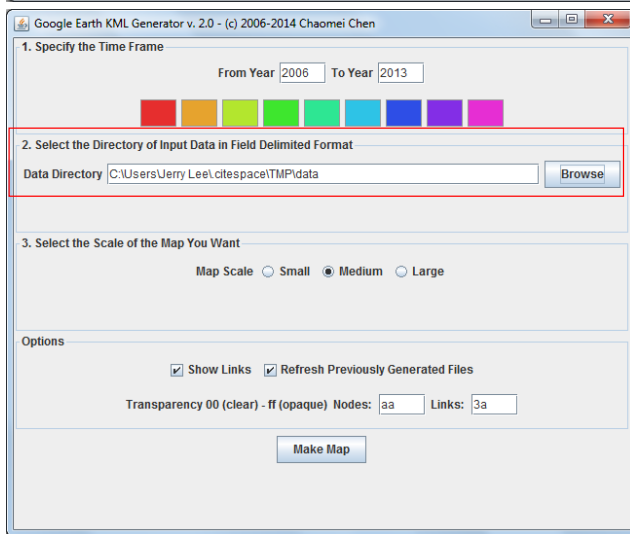 Google Earth KML Generator v. 2.0 - (c) 2006-2014 Chaomei Chen
1. Specify the Time Frame
From Year 2006 To Year 2013
2. Select the Directory of Input Data in Field Delimited Format
Data Directory C:\Users\Jerry Lee\.citespace\TMP\data Browse
3. Select the Scale of the Map You Want
Map Scale Small Medium Large
Options
Show Links Refresh Previously Generated Files
Transparency 00 (clear) - ff (opaque) Nodes: aa Links: 3a
Make Map